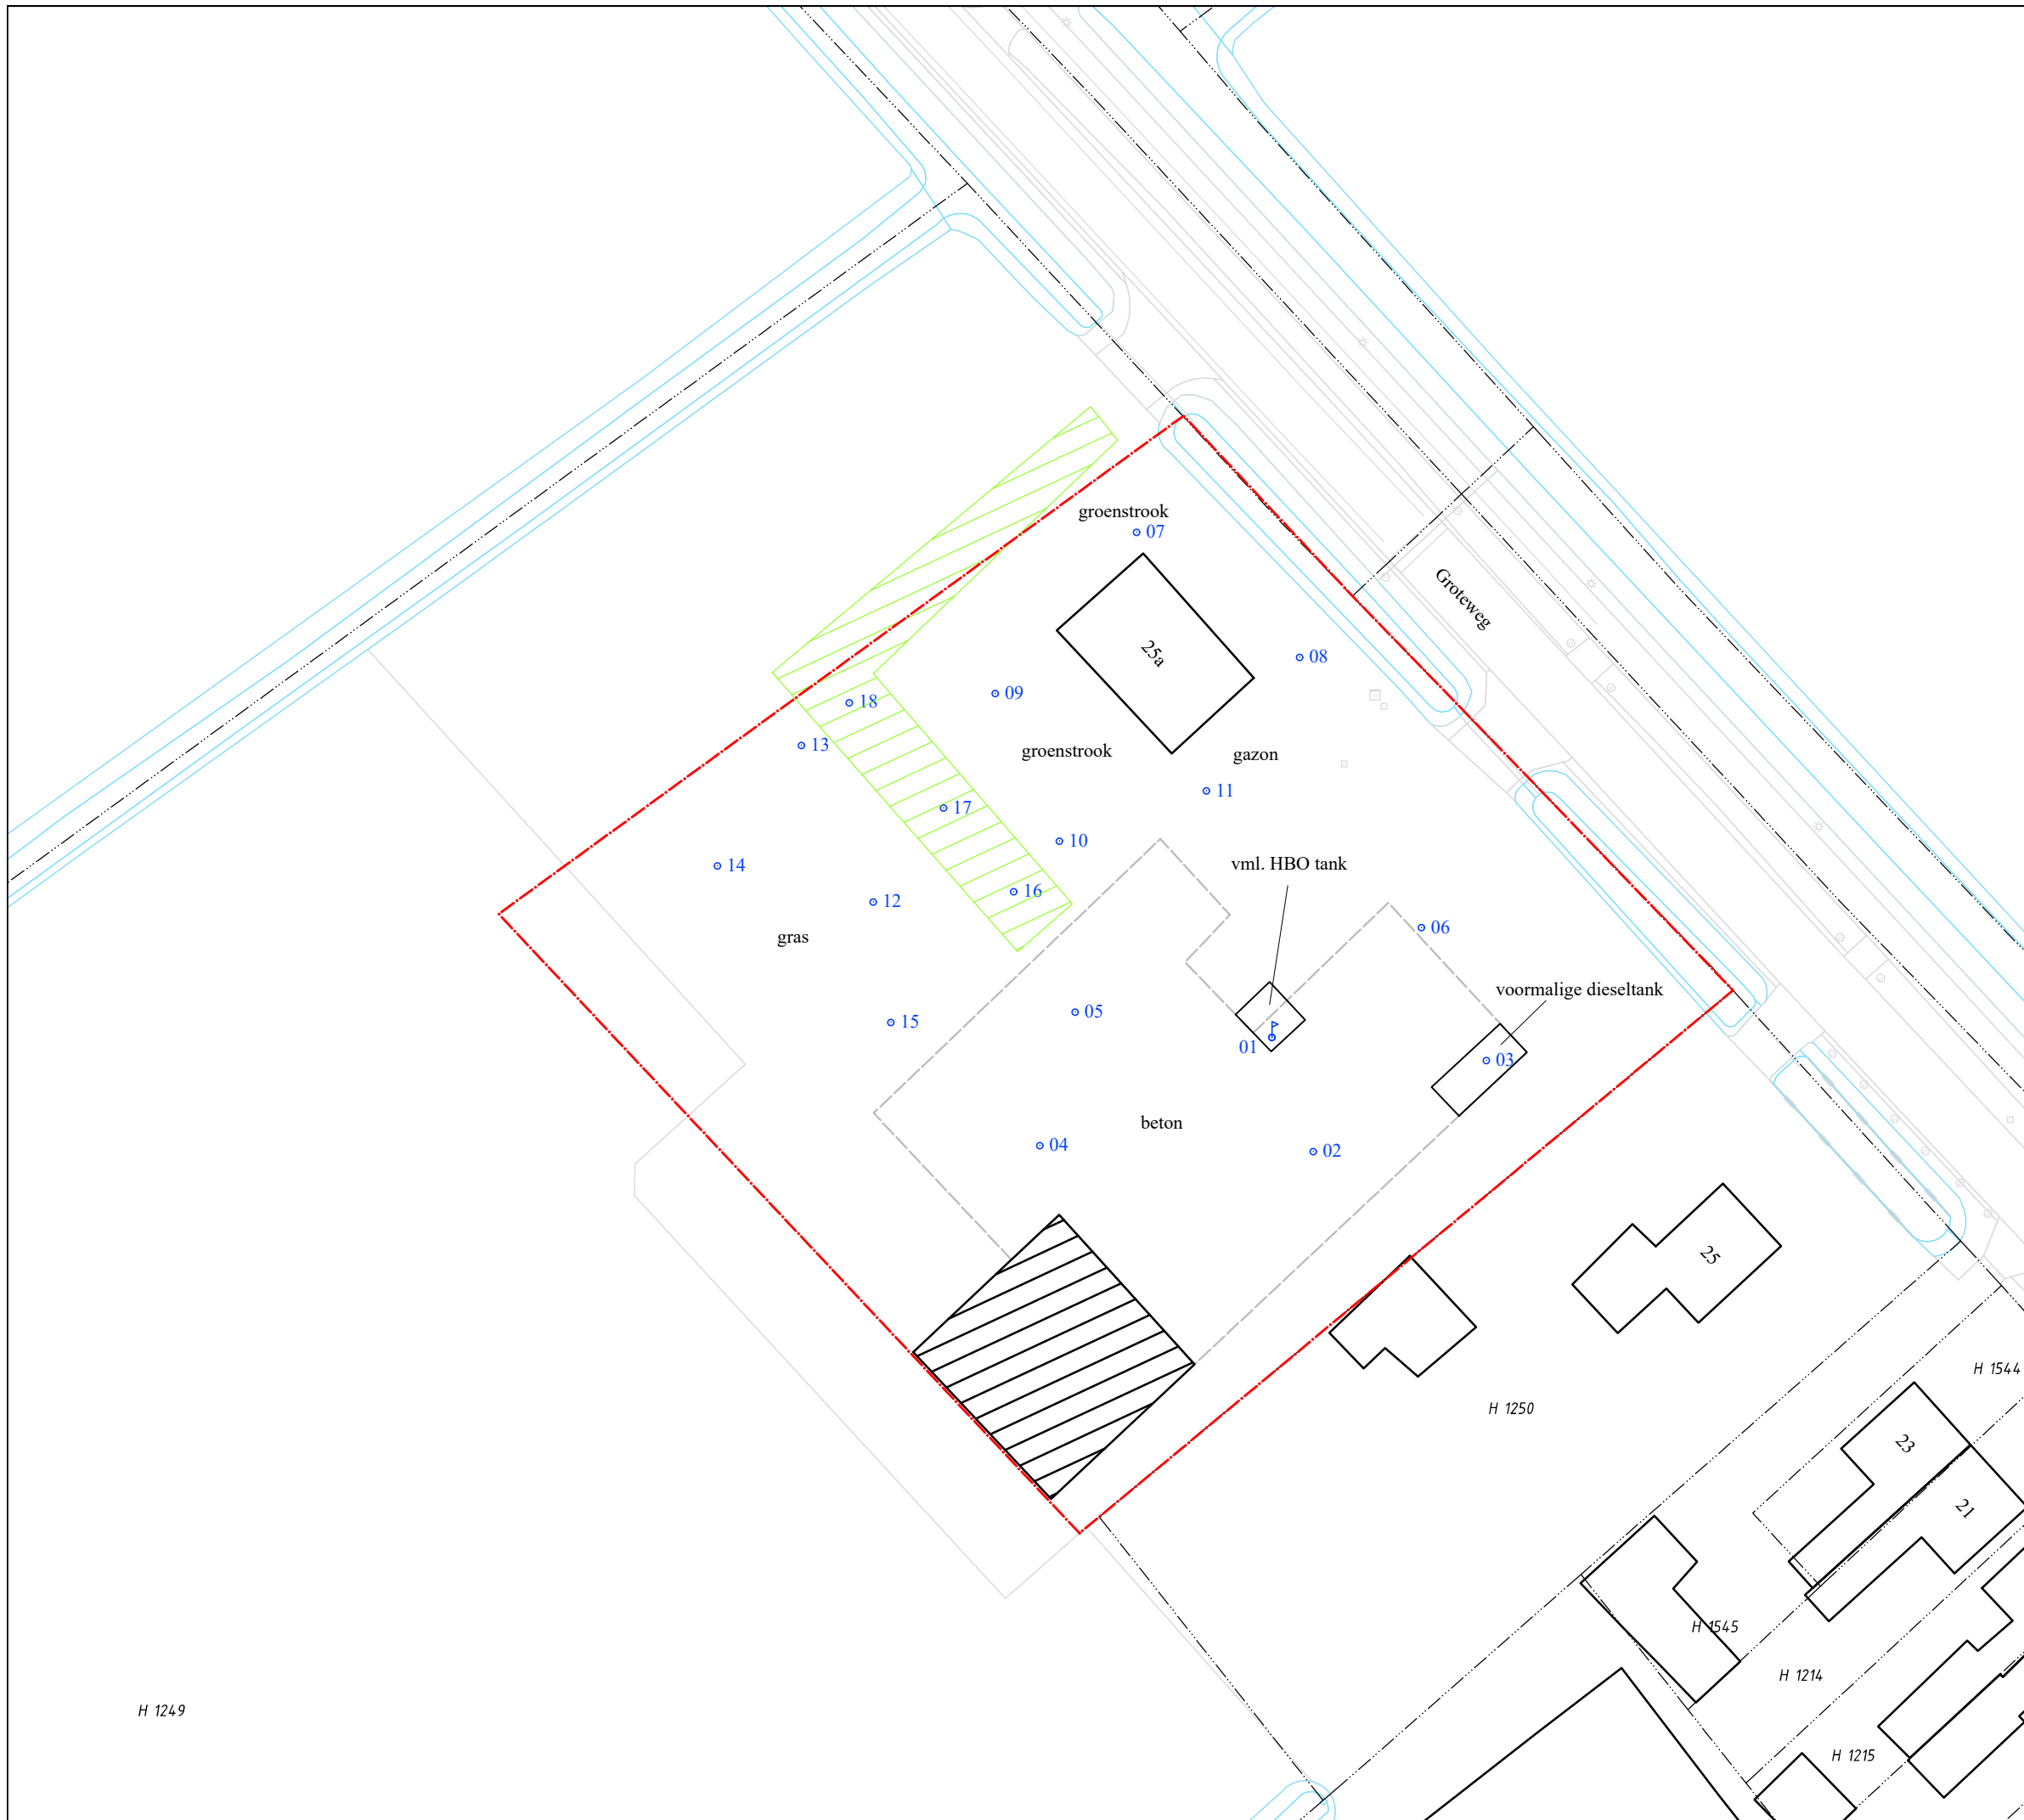 groenstrook
07
Groteweg
25a
08
09
18
13
groenstrook
gazon
11
17
10
14
vml. HBO tank
16
12
06
gras
voormalige dieseltank
05
15
01
03
beton
04
02
25
H 1544
H 1250
23
21
H 1545
H 1214
H 1249
H 1215